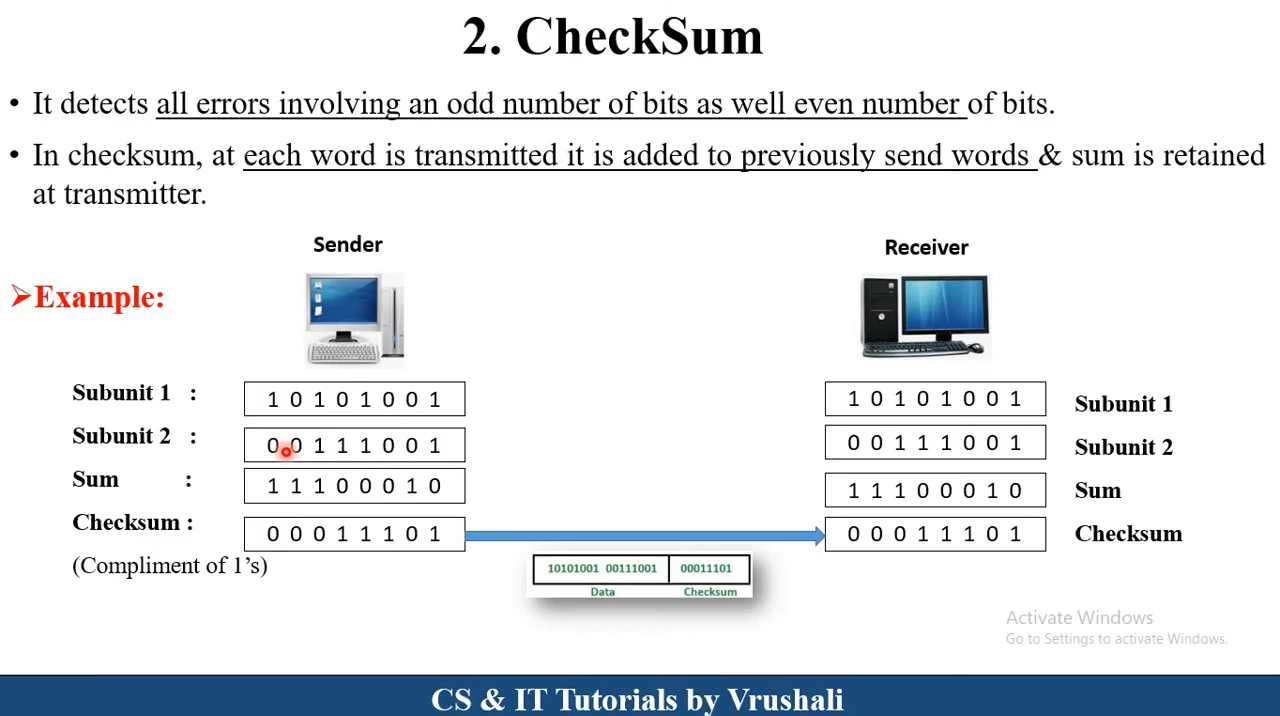 2. CheckSum
• It detects all errors involving an odd number of bits as well even number of bits.
• In checksum, at each word is transmitted it is added to previously send words & sum is retained
at transmitter.
Sender
Receiver
➢Example:
Subunit 1 : 1 0 1 0 1 0 0 1
1 0 1 0 1 0 0 1 Subunit 1
Subunit 2 : 0 0 1 1 1 0 0 1
0 0 1 1 1 0 0 1 Subunit 2
Sum : 1 1 1 0 0 0 1 0
1 1 1 0 0 0 1 0 Sum
Checksum : 0 0 0 1 1 1 0 1
0 0 0 1 1 1 0 1 Checksum
(Compliment of 1's)
10101001 00111001 00011101
Data Checksum
Activate Windows
Go to Settings to activate Windows.
CS & IT Tutorials by Vrushali